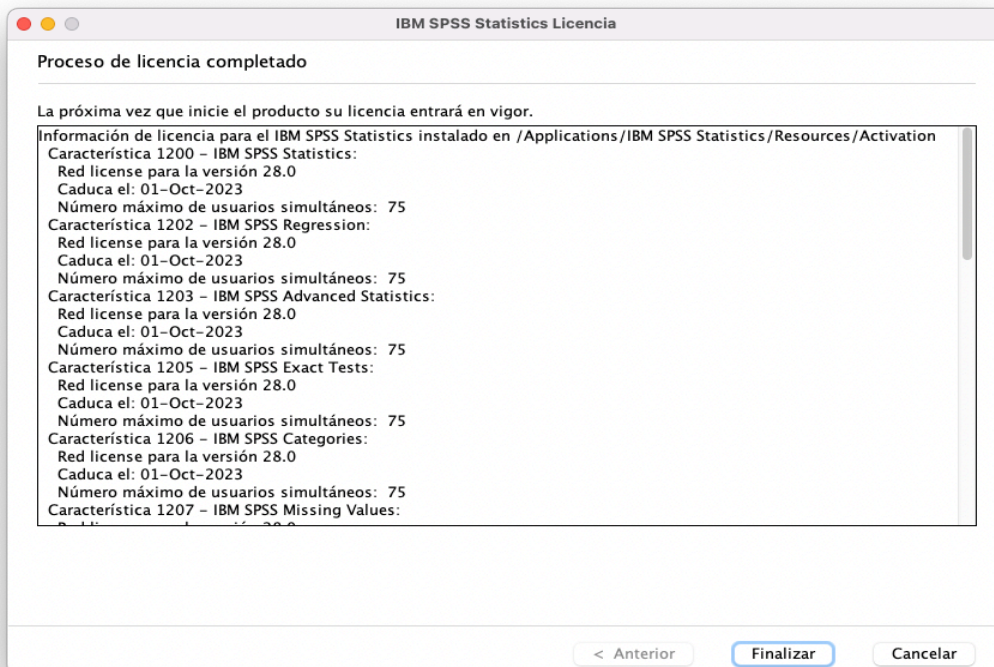 IBM SPSS Statistics Licencia
Proceso de licencia completado
La próxima vez que inicie el producto su licencia entrará en vigor.
Información de licencia para el IBM SPSS Statistics instalado en /Applications/IBM SPSS Statistics/Resources/Activation
Característica 1200 – IBM SPSS Statistics:
Red license para la versión 28.0
Caduca el: 01-Oct-2023
Número máximo de usuarios simultáneos: 75
Característica 1202 – IBM SPSS Regression:
Red license para la versión 28.0
Caduca el: 01-Oct-2023
Número máximo de usuarios simultáneos: 75
Característica 1203 – IBM SPSS Advanced Statistics:
Red license para la versión 28.0
Caduca el: 01-Oct-2023
Número máximo de usuarios simultáneos: 75
Característica 1205 – IBM SPSS Exact Tests:
Red license para la versión 28.0
Caduca el: 01-Oct-2023
Número máximo de usuarios simultáneos: 75
Característica 1206 – IBM SPSS Categories:
Red license para la versión 28.0
Caduca el: 01-Oct-2023
Número máximo de usuarios simultáneos: 75
Característica 1207 – IBM SPSS Missing Values:
< Anterior
Finalizar
Cancelar